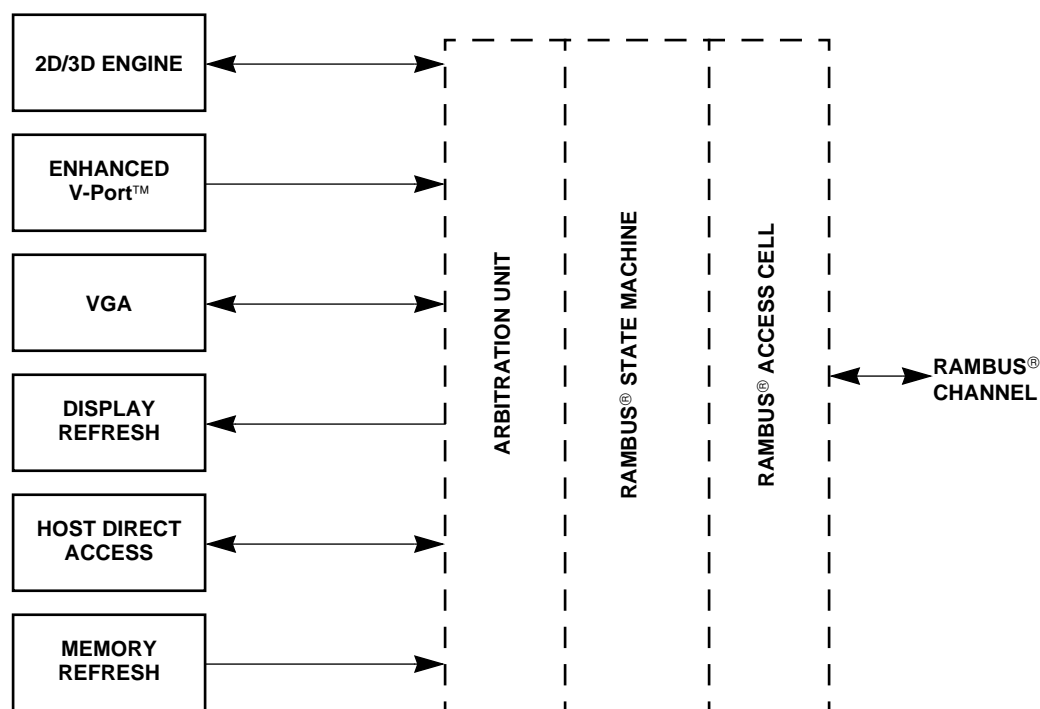 2D/3D ENGINE
ENHANCED
V-Port™
VGA
DISPLAY
REFRESH
HOST DIRECT
ACCESS
MEMORY
REFRESH
ARBITRATION UNIT
RAMBUS® STATE MACHINE
RAMBUS® ACCESS CELL
RAMBUS®
CHANNEL